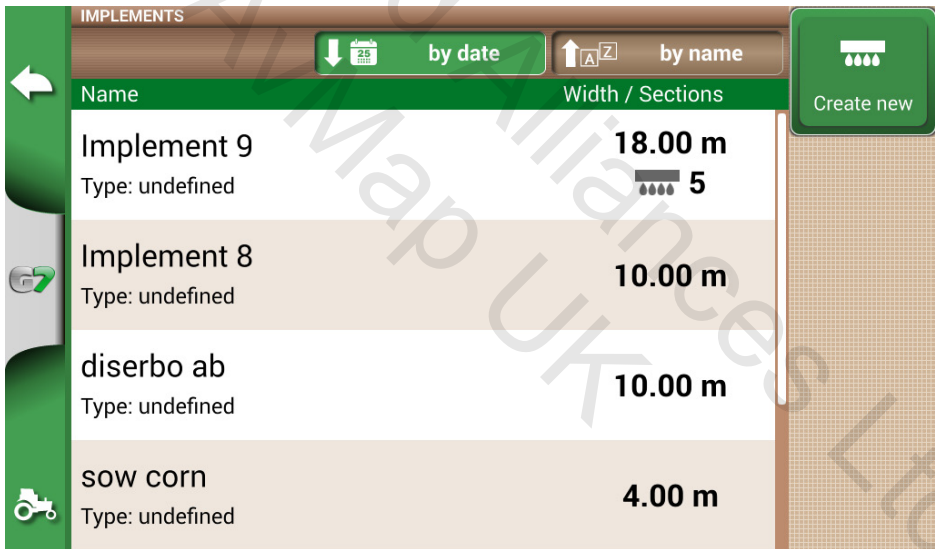 IMPLEMENTS
25 by date
A Z by name
Create new
Name Width / Sections
Implement 9 18.00 m
Type: undefined 5
Implement 8
Type: undefined 10.00 m
diserbo ab
Type: undefined 10.00 m
sow corn
Type: undefined 4.00 m
G7
Alliances Ltd
AvMap UK